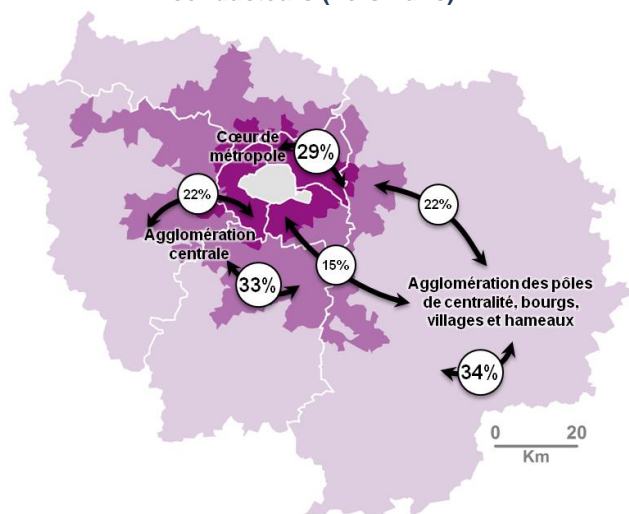 Cœur de
métropole
29%
22%
22%
Agglomération
centrale
15%
33%
Agglomération des pôles
de centralité, bourgs,
villages et hameaux
34%
0 20
Km